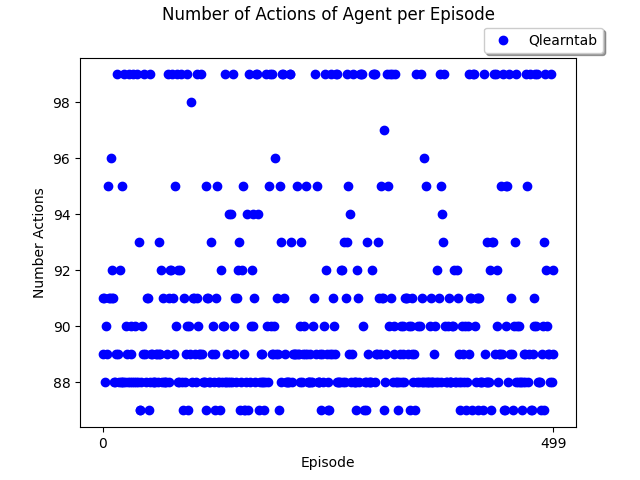 Number of Actions of Agent per Episode
Qlearntab
98
96
94
92
90
88
Number Actions
0
499
Episode